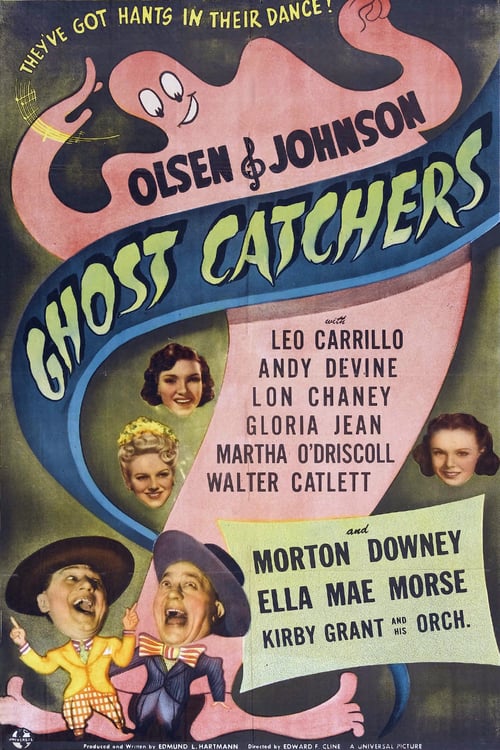 THEY'VE GOT HANTS IN THEIR DANCE!
OLSEN & JOHNSON
GHOST CATCHERS
with
LEO CARRILLO
ANDY DEVINE
LON CHANEY
GLORIA JEAN
MARTHA O'DRISCOLL
WALTER CATLETT
and
MORTON DOWNEY
ELLA MAE MORSE
KIRBY GRANT AND HIS ORCH.
Produced and Written by EDMUND L. HARTMANN Directed by EDWARD F. CLINE A UNIVERSAL PICTURE